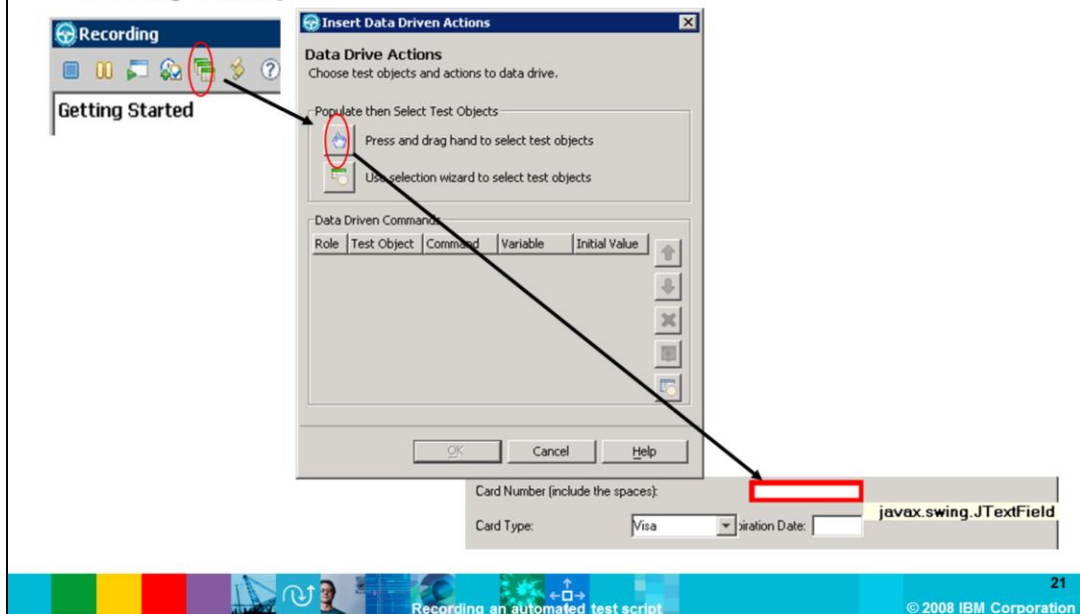 Recording
Getting Started
Insert Data Driven Actions
Data Drive Actions
Choose test objects and actions to data drive.
Populate then Select Test Objects
Press and drag hand to select test objects
Use selection wizard to select test objects
Data Driven Commands
Role Test Object Command Variable Initial Value
OK Cancel Help
Card Number (include the spaces):
javax.swing.JTextField
Card Type: Visa piration Date:
21
Recording an automated test script © 2008 IBM Corporation